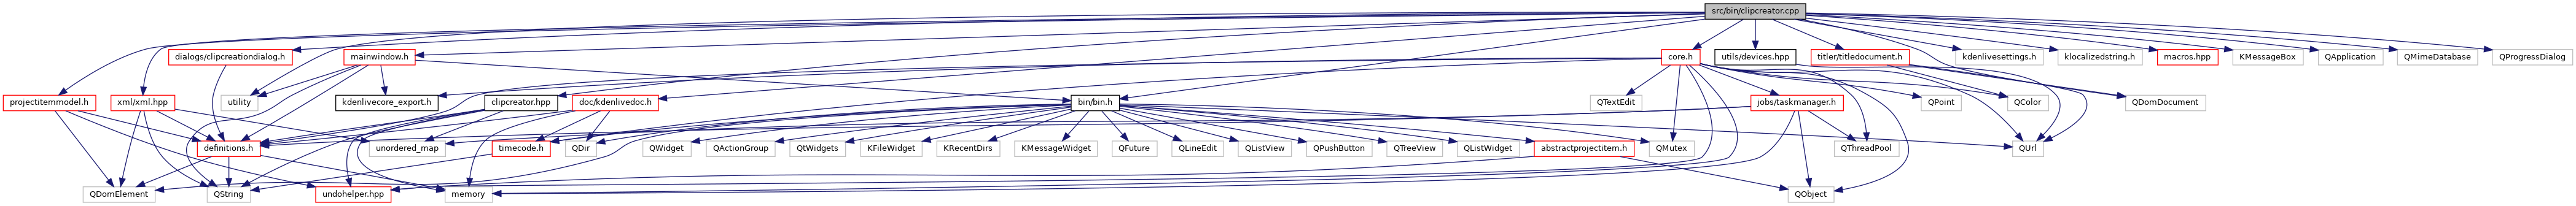 src/bin/clipcreator.cpp
dialogs/clipcreationdialog.h
mainwindow.h
core.h
utils/devices.hpp
titler/titledocument.h
kdenlivesettings.h
klocalizedstring.h
macros.hpp
KMessageBox
QApplication
QMimeDatabase
QProgressDialog
projectitemmodel.h
xml/xml.hpp
utility
kdenlivecore_export.h
clipcreator.hpp
doc/kdenlivedoc.h
bin/bin.h
QTextEdit
jobs/taskmanager.h
QPoint
QColor
QDomDocument
definitions.h
unordered_map
timecode.h
QDir
QWidget
QActionGroup
QtWidgets
KFileWidget
KRecentDirs
KMessageWidget
QFuture
QLineEdit
QListView
QPushButton
QTreeView
QListWidget
abstractprojectitem.h
QMutex
QThreadPool
QUrl
QDomElement
QString
undohelper.hpp
memory
QObject